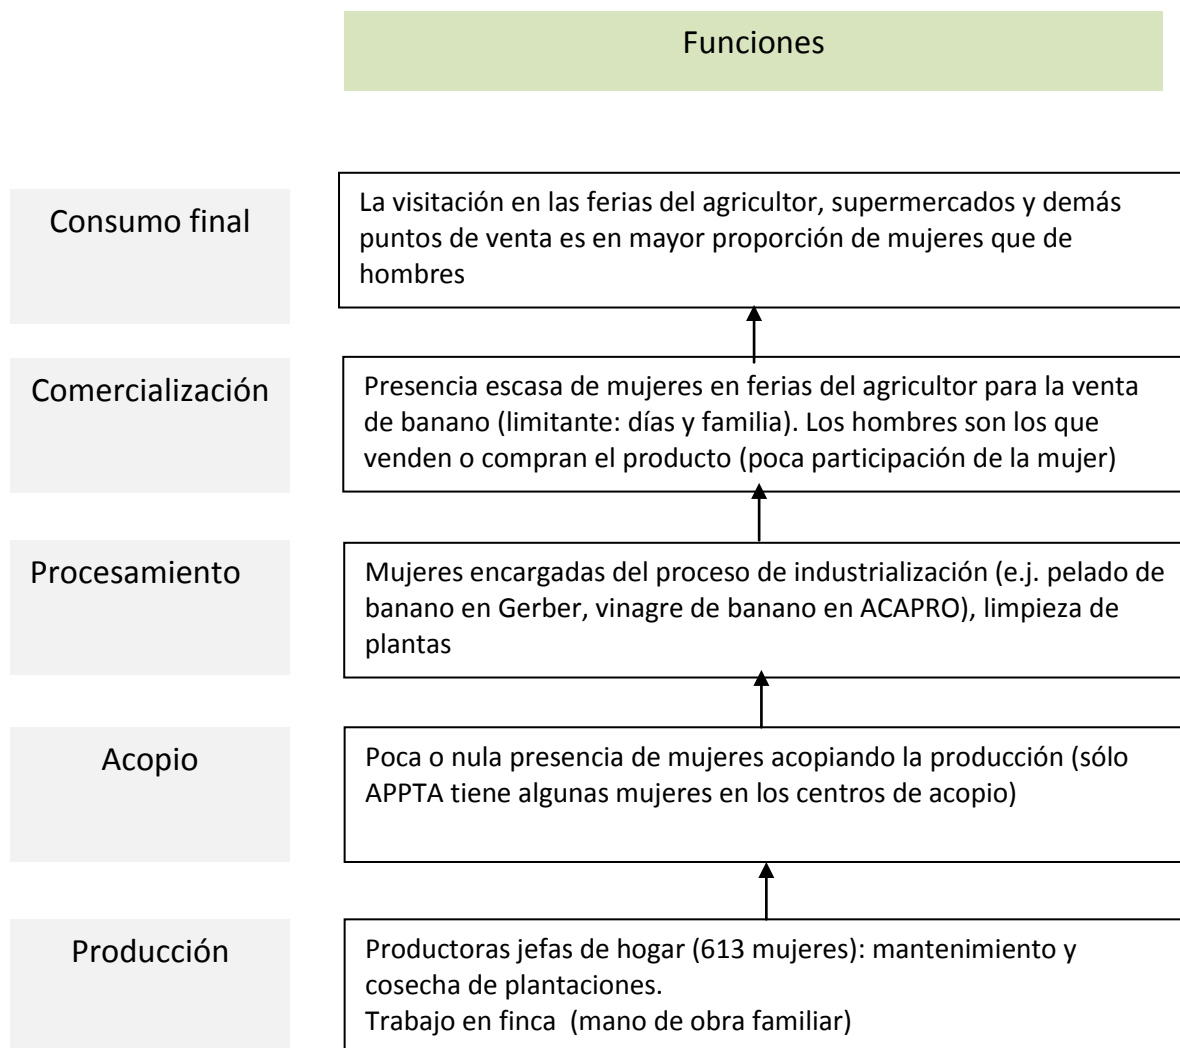 Funciones
Consumo final
La visitación en las ferias del agricultor, supermercados y demás
puntos de venta es en mayor proporción de mujeres que de
hombres
Comercialización
Presencia escasa de mujeres en ferias del agricultor para la venta
de banano (limitante: días y familia). Los hombres son los que
venden o compran el producto (poca participación de la mujer)
Procesamiento
Mujeres encargadas del proceso de industrialización (e.j. pelado de
banano en Gerber, vinagre de banano en ACAPRO), limpieza de
plantas
Acopio
Poca o nula presencia de mujeres acopiando la producción (sólo
APPTA tiene algunas mujeres en los centros de acopio)
Producción
Productoras jefas de hogar (613 mujeres): mantenimiento y
cosecha de plantaciones.
Trabajo en finca (mano de obra familiar)